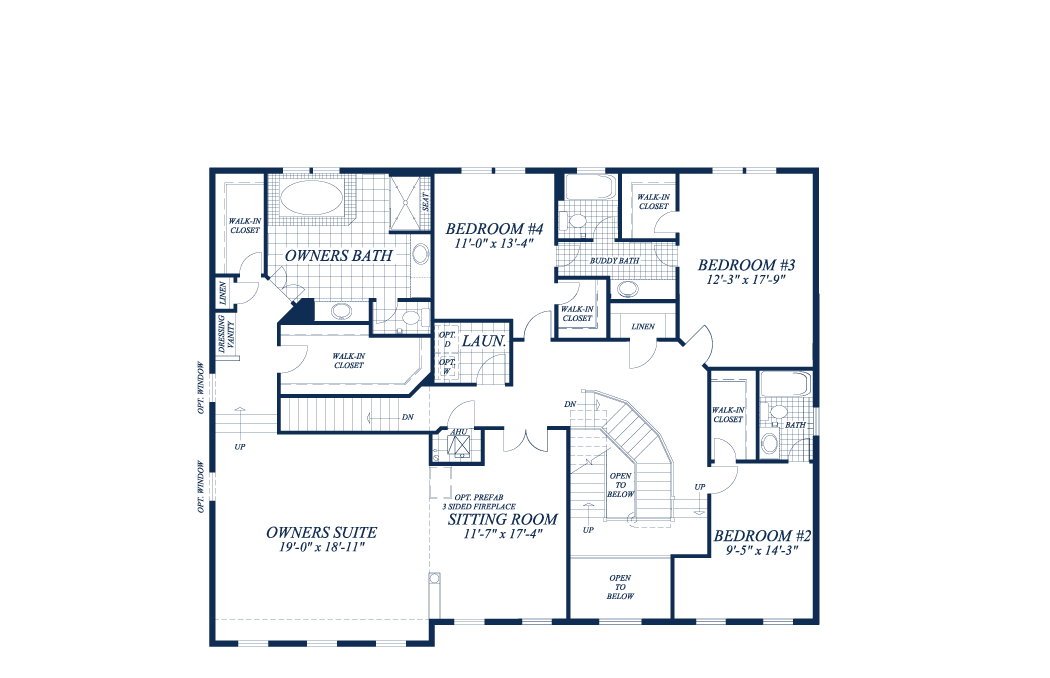 WALK-IN
CLOSET
OWNERS BATH
SEAT
BEDROOM #4
11'-0" x 13'-4"
WALK-IN
CLOSET
BUDDY BATH
BEDROOM #3
12'-3" x 17'-9"
LINEN
DRESSING
VANITY
WALK-IN
CLOSET
LINEN
OPT.
D
OPT.
W
LAUN.
WALK-IN
CLOSET
OPT. WINDOW
DN
DN
WALK-IN
CLOSET
BATH
UP
AHU
OPT. WINDOW
OPEN
TO
BELOW
UP
OPT. PREFAB
3 SIDED FIREPLACE
SITTING ROOM
11'-7" x 17'-4"
OWNERS SUITE
19'-0" x 18'-11"
UP
BEDROOM #2
9'-5" x 14'-3"
OPEN
TO
BELOW